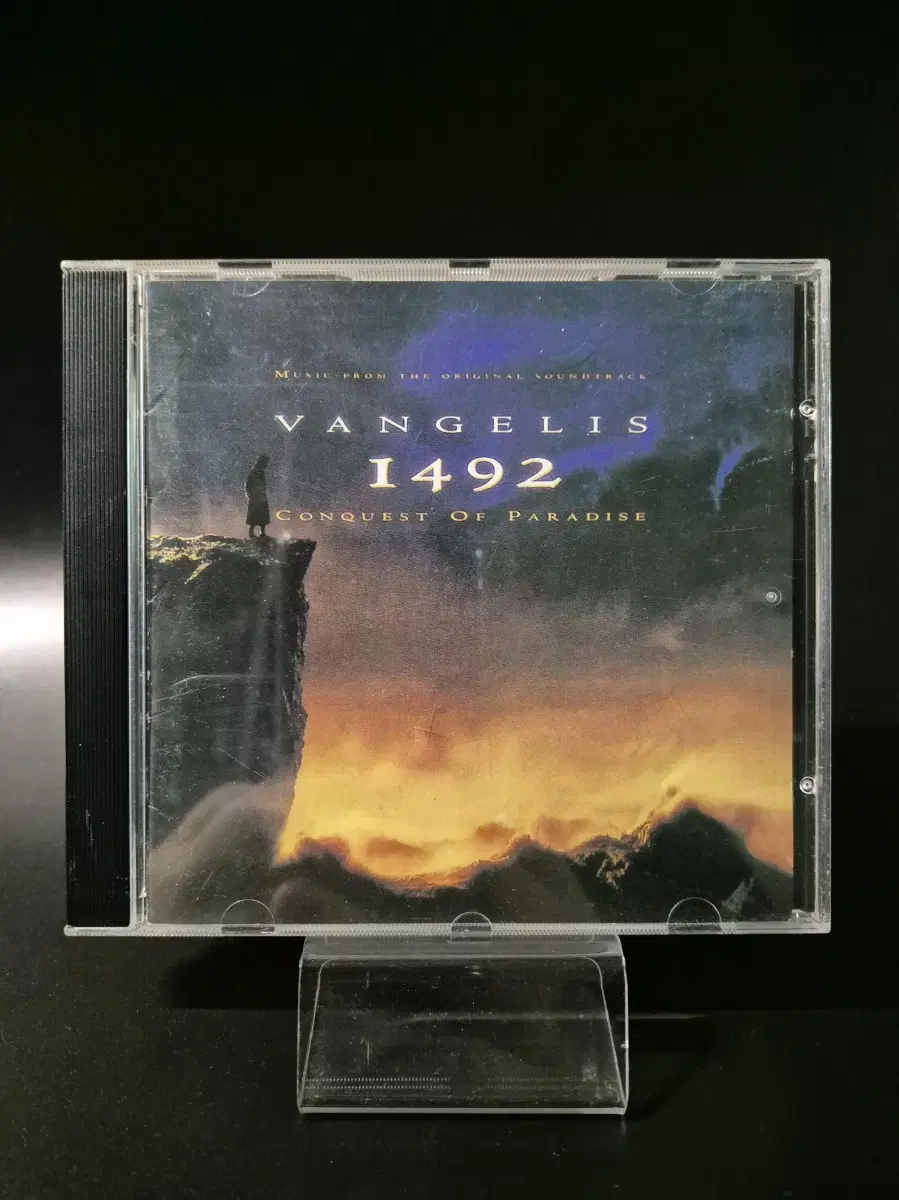 MUSIC FROM THE ORIGINAL SOUNDTRACK
VANGELIS
1492
CONQUEST OF PARADISE